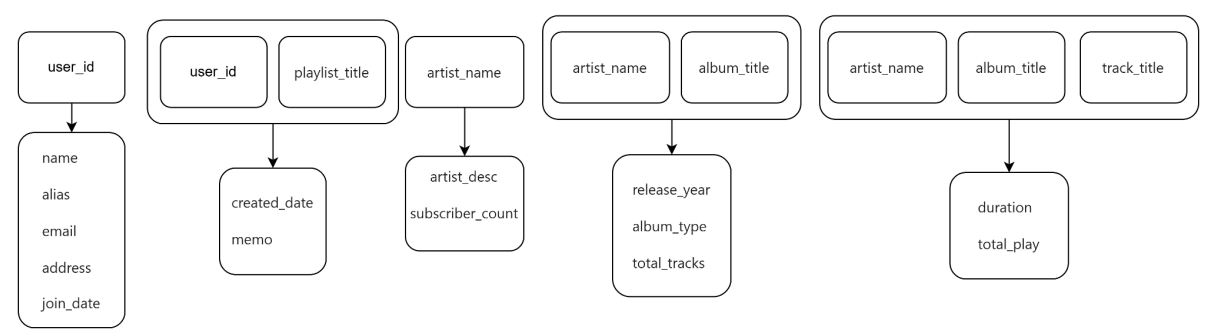 user_id
name
alias
email
address
join_date
user_id playlist_title
created_date
memo
artist_name
artist_desc
subscriber_count
artist_name album_title
release_year
album_type
total_tracks
artist_name album_title track_title
duration
total_play